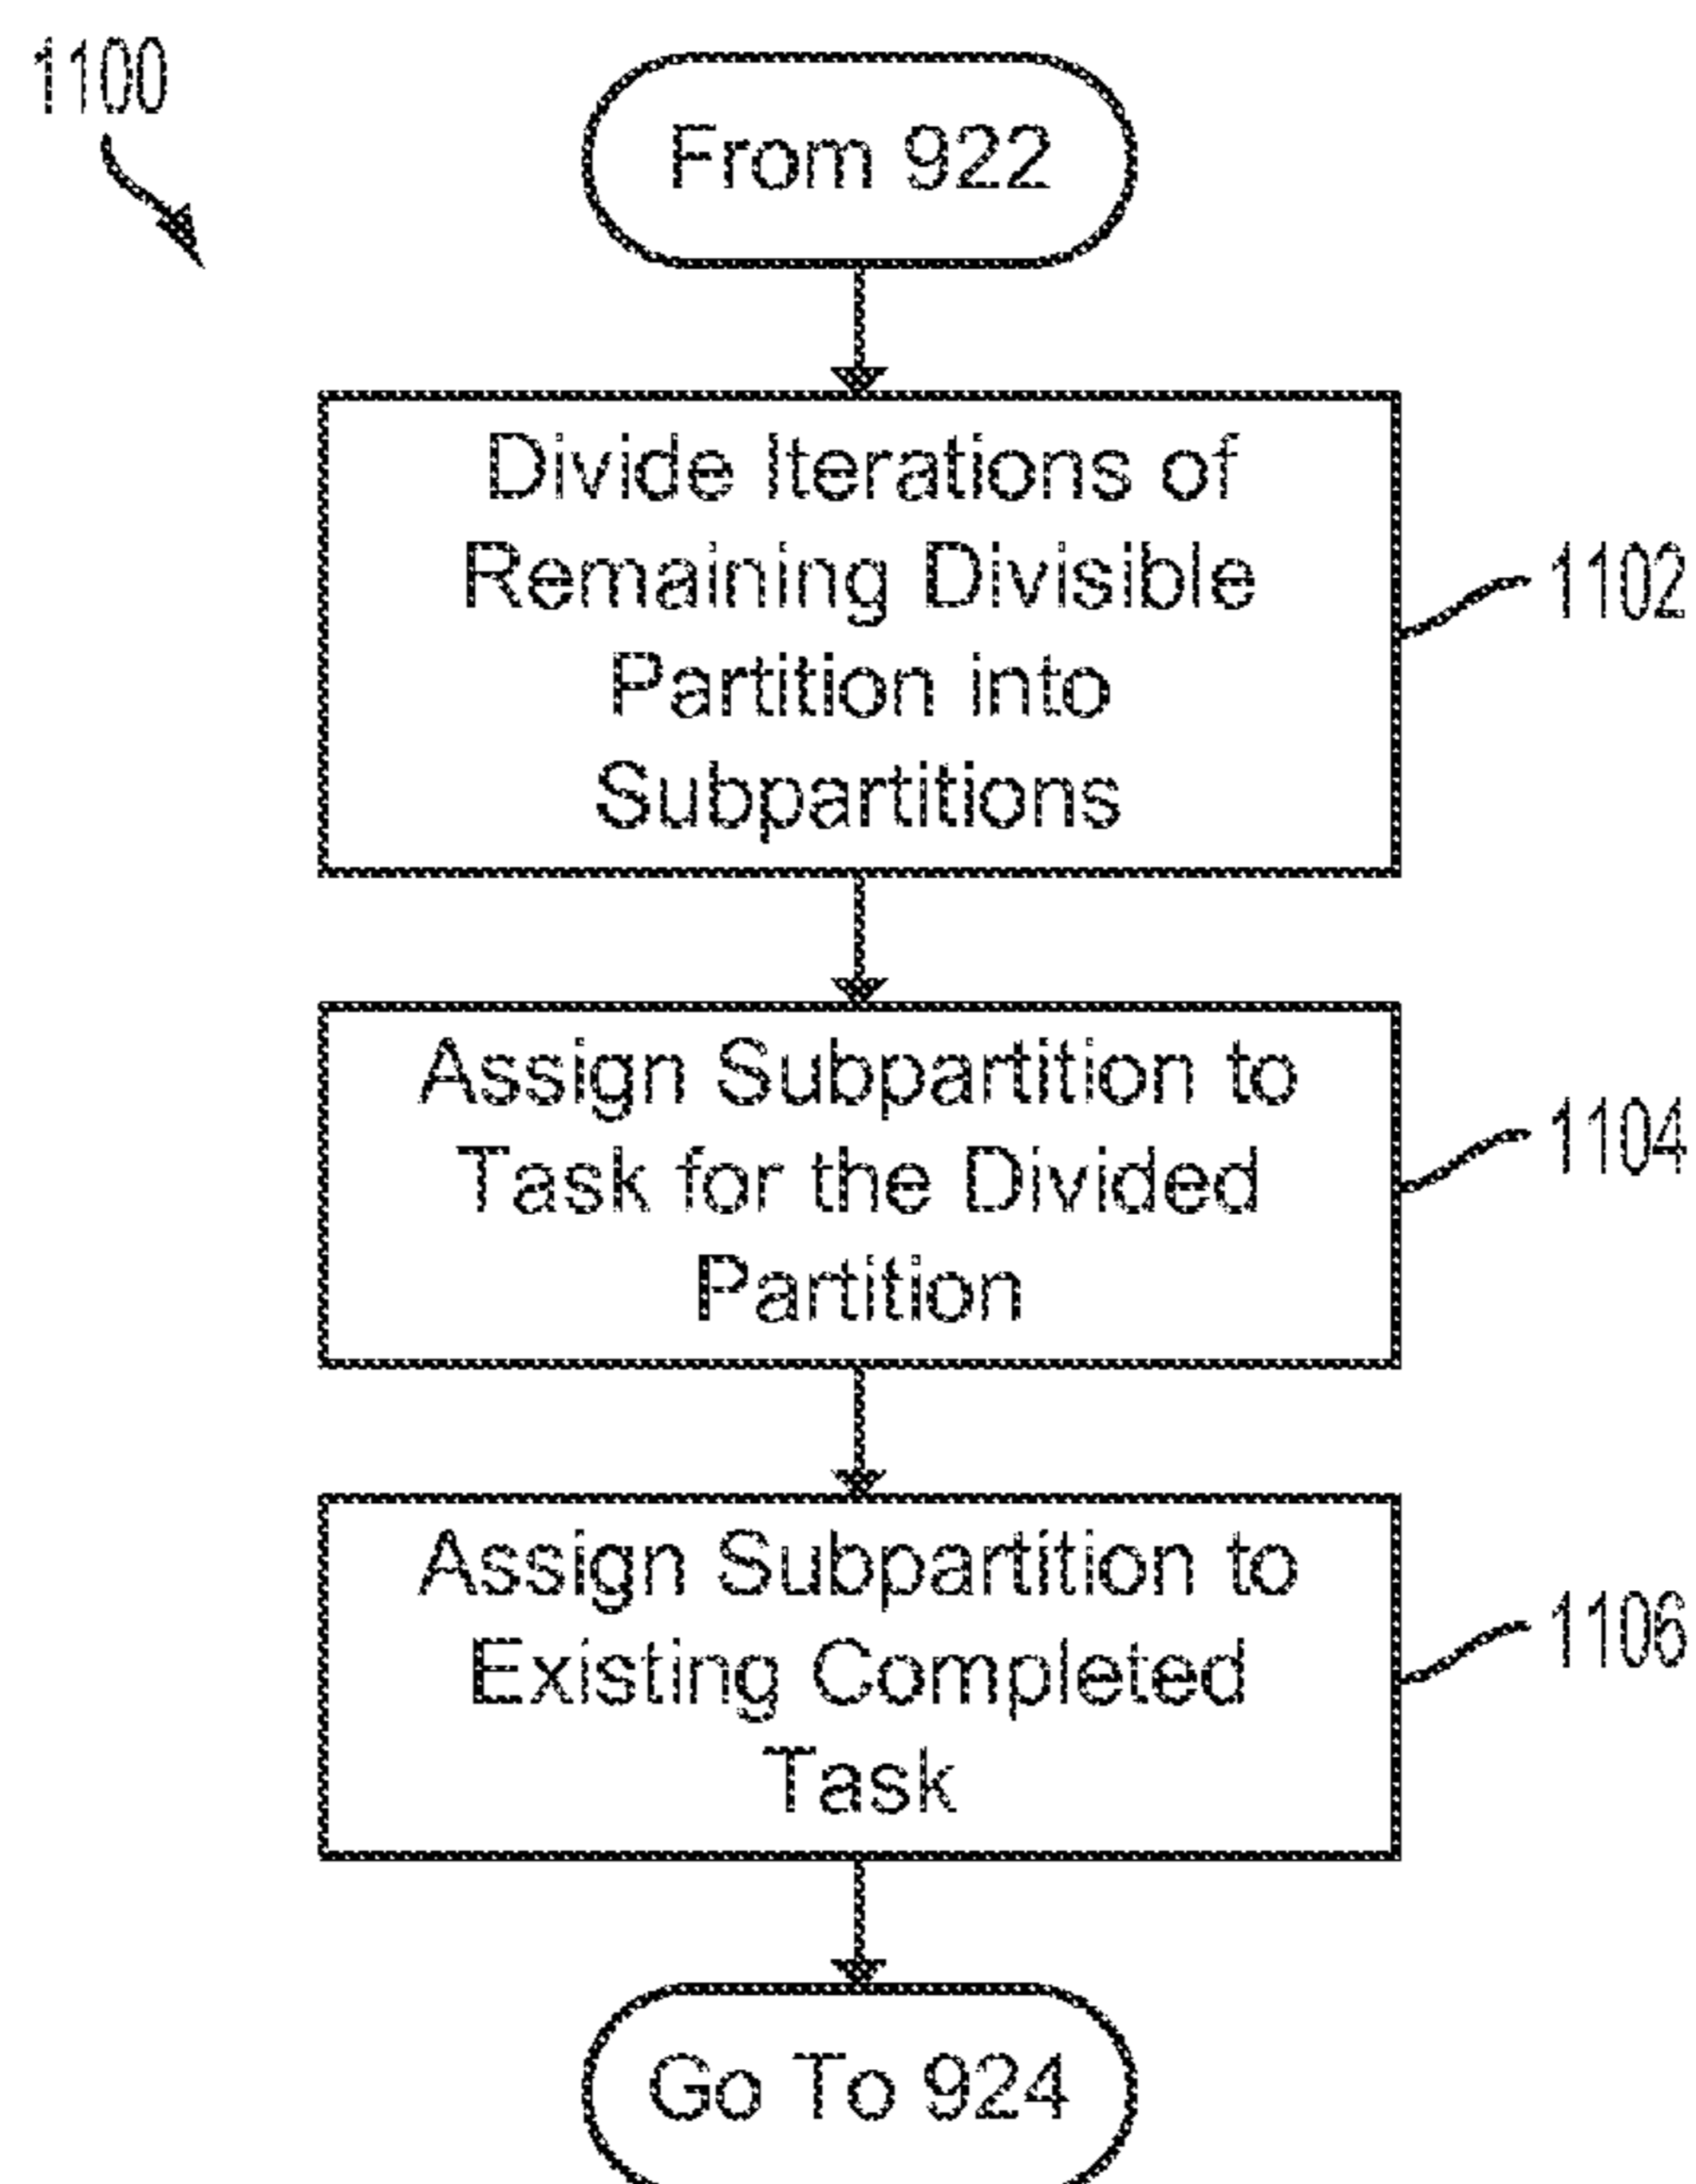 1100
From 922
Divide Iterations of
Remaining Divisible
Partition into
Subpartitions
1102
Assign Subpartition to
Task for the Divided
Partition
1104
Assign Subpartition to
Existing Completed
Task
1106
Go To 924